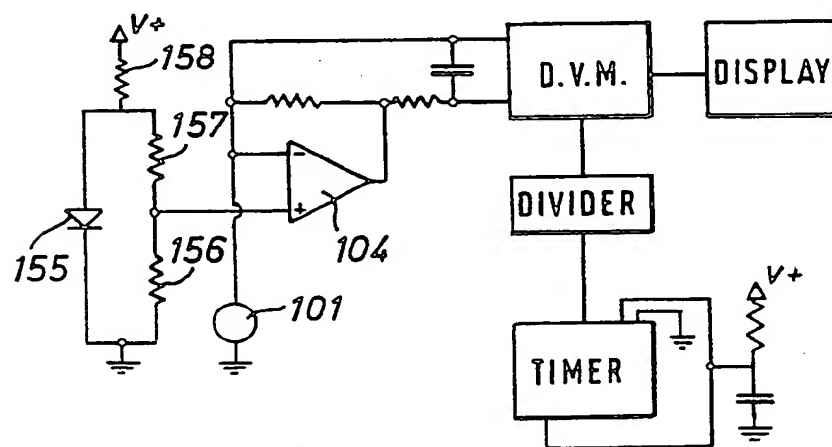 V+
158
157
155
156
104
101
D.V.M.
DISPLAY
DIVIDER
TIMER
V+